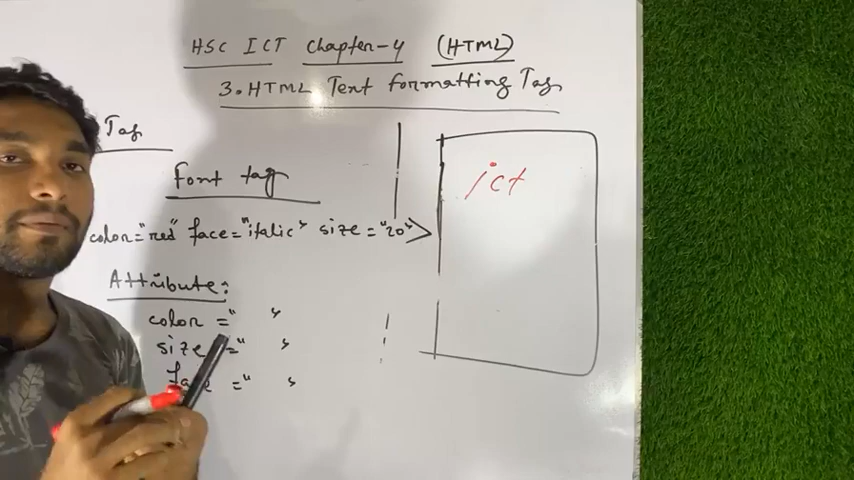 HSC ICT Chapter-4 (HTML)
3. HTML Text formatting Tag
Tag
font tag
color="red" face="italic" size="20">
Attribute:
color=" "
size=" "
face=" "
ict